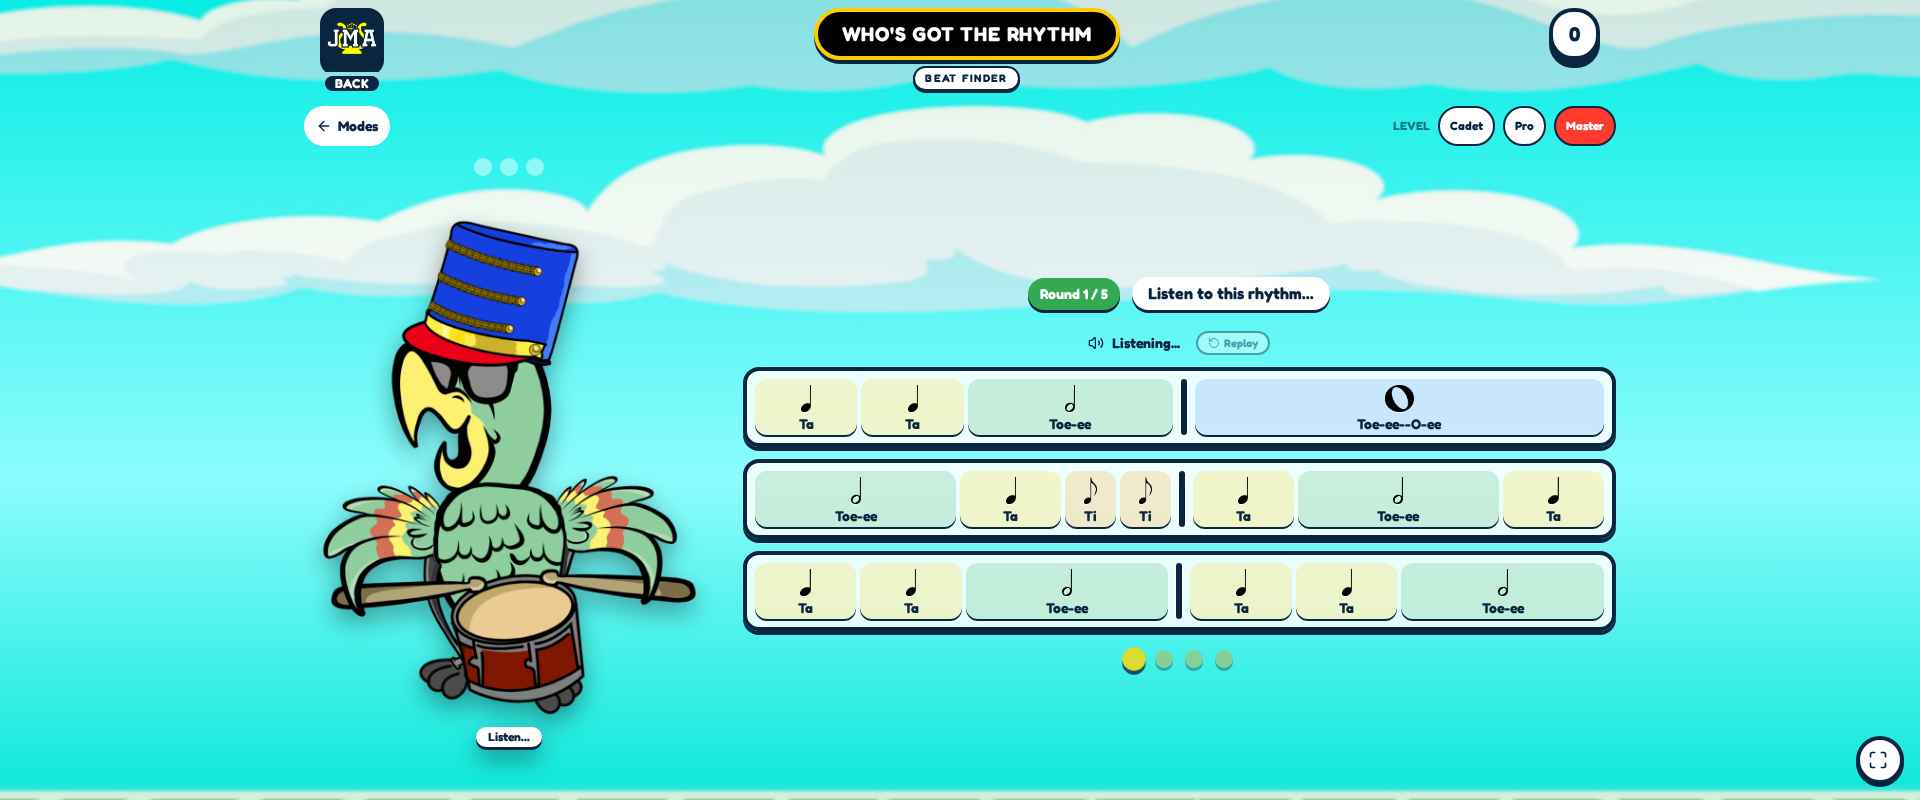 JMA
BACK
WHO'S GOT THE RHYTHM
BEAT FINDER
0
Modes
LEVEL Cadet Pro Master
Round 1 / 5 Listen to this rhythm...
Listening... Replay
Ta Ta Toe-ee Toe-ee--O-ee
Toe-ee Ta Ti Ti Ta Toe-ee Ta
Ta Ta Toe-ee Ta Ta Toe-ee
Listen...